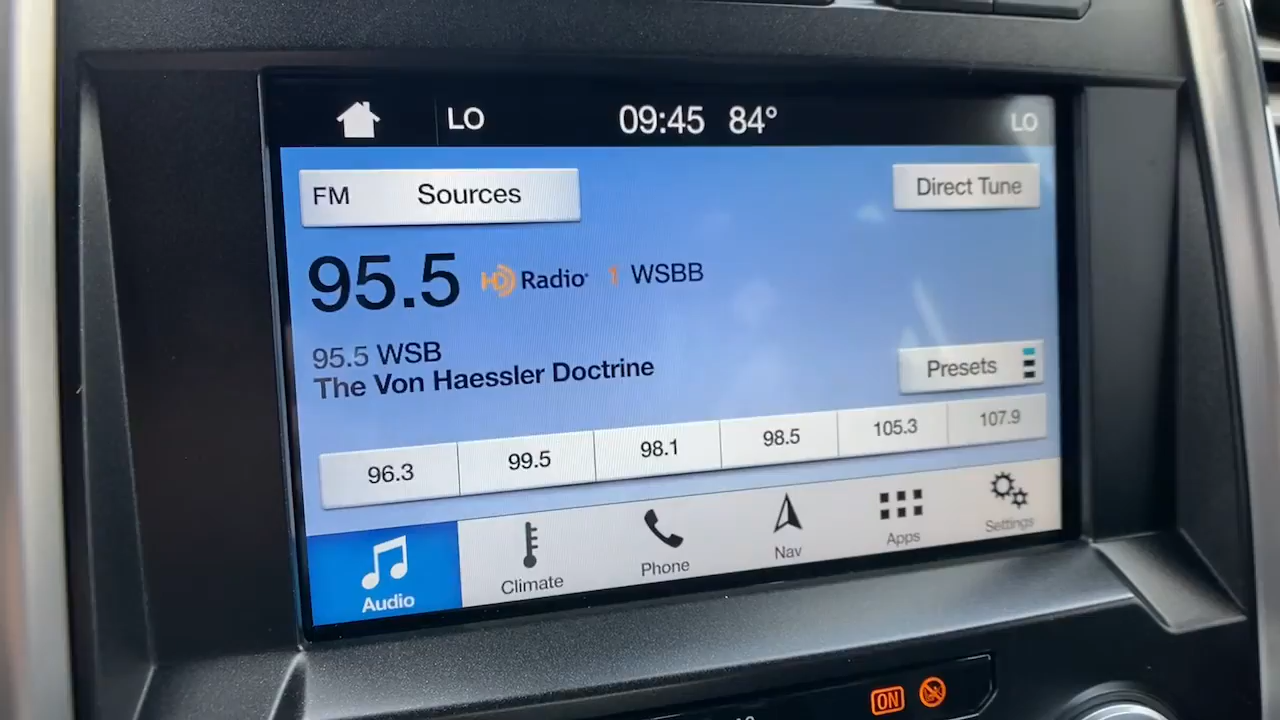 LO 09:45 84° LO
FM Sources Direct Tune
95.5 HD Radio 1 WSBB
95.5 WSB
The Von Haessler Doctrine
Presets
96.3 99.5 98.1 98.5 105.3 107.9
Audio Climate Phone Nav Apps Settings
ON